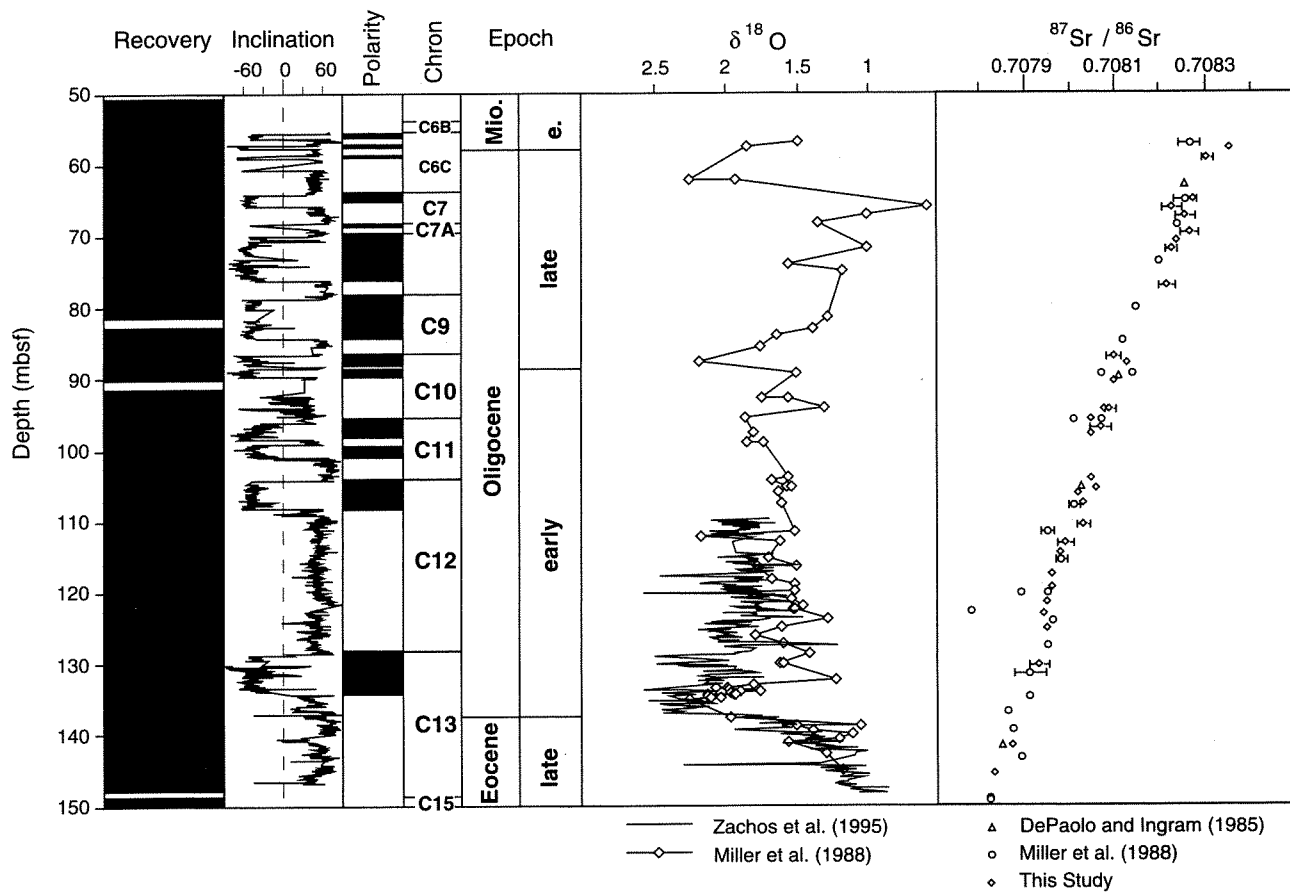 Recovery
Inclination
-60 0 60
Polarity
Chron
Epoch
δ18 O
2.5 2 1.5 1
87Sr / 86Sr
0.7079 0.7081 0.7083
Depth (mbsf)
50
60
70
80
90
100
110
120
130
140
150
C6B
C6C
C7
C7A
C9
C10
C11
C12
C13
C15
Mio.
Oligocene
Eocene
e.
late
early
late
Zachos et al. (1995)
Miller et al. (1988)
DePaolo and Ingram (1985)
Miller et al. (1988)
This Study